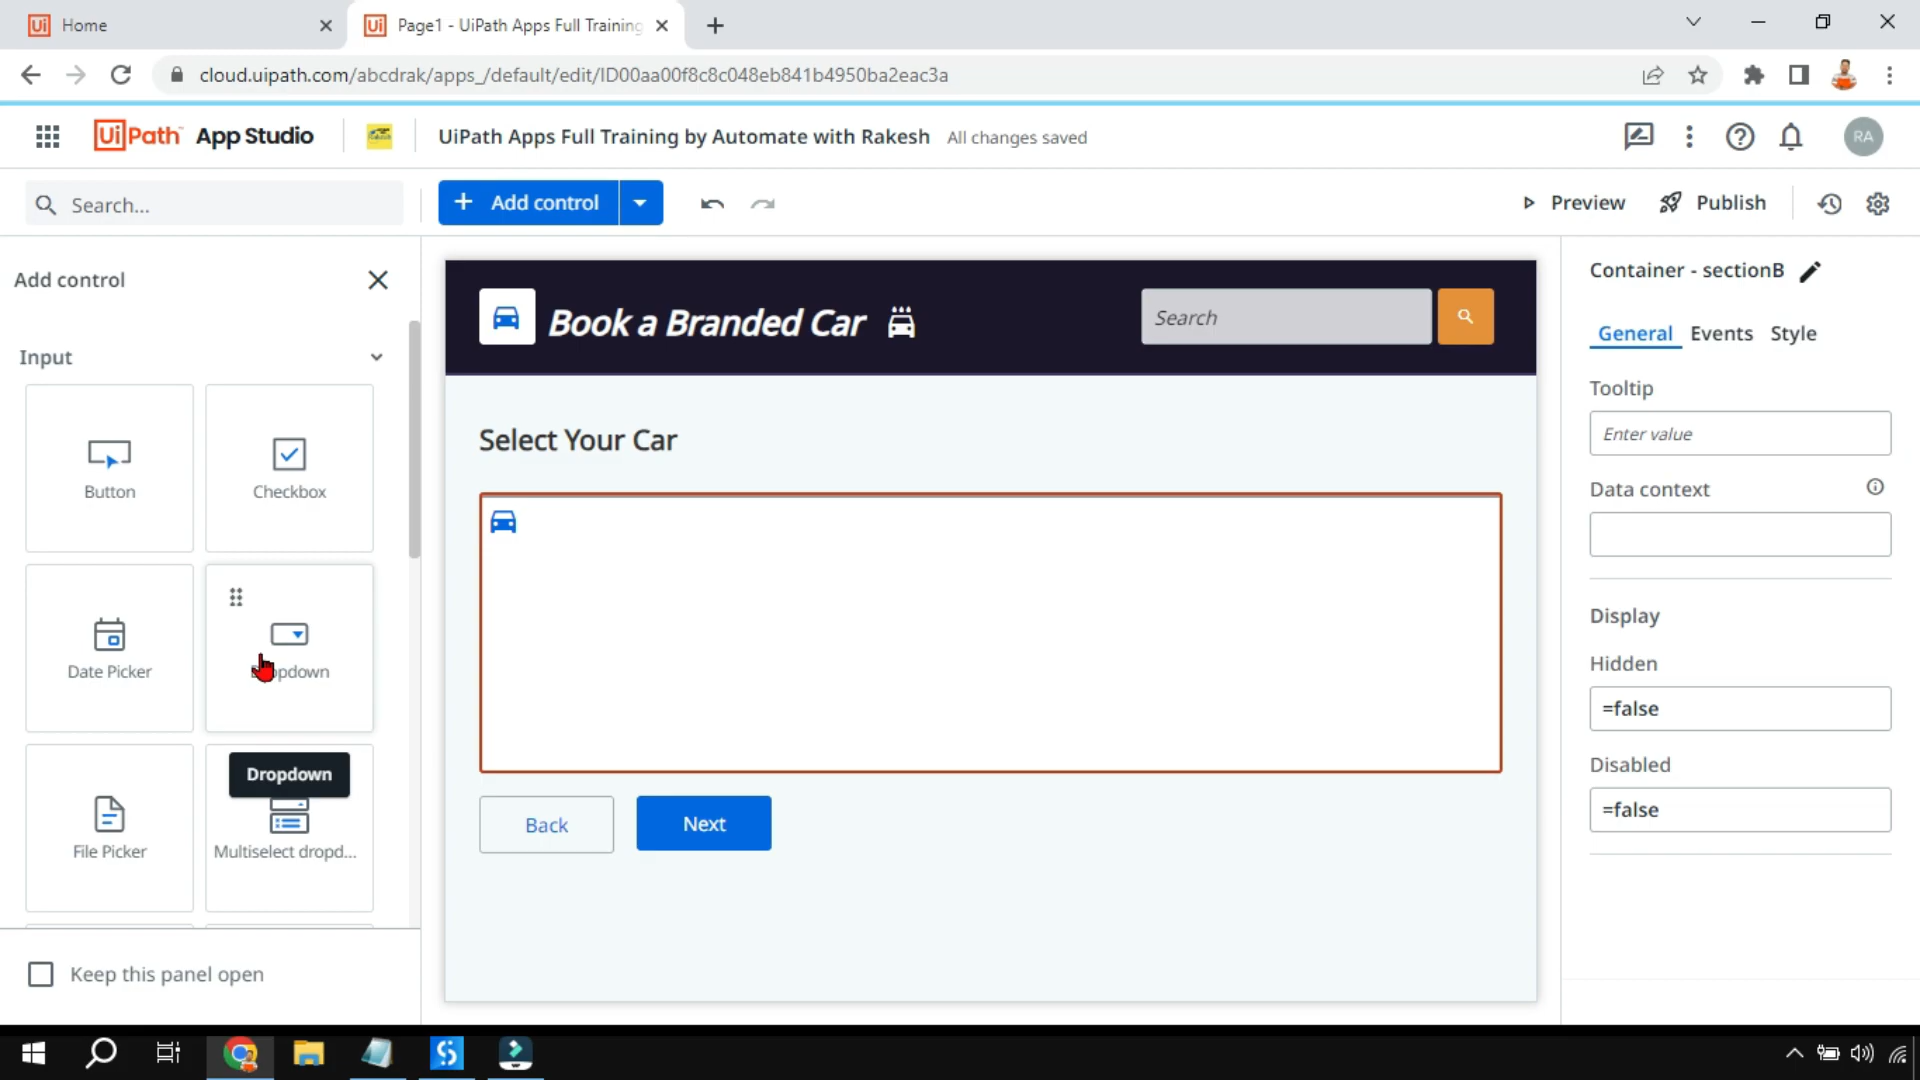 Home
Page1 - UiPath Apps Full Training
cloud.uipath.com/abcdrak/apps_/default/edit/ID00aa00f8c8c048eb841b4950ba2eac3a
UiPath App Studio
UiPath Apps Full Training by Automate with Rakesh
All changes saved
RA
Search...
+ Add control
Preview
Publish
Add control
Input
Button
Checkbox
Date Picker
Dropdown
File Picker
Dropdown
Multiselect dropd...
Keep this panel open
Book a Branded Car
Search
Select Your Car
Back
Next
Container - sectionB
General
Events
Style
Tooltip
Enter value
Data context
Display
Hidden
=false
Disabled
=false